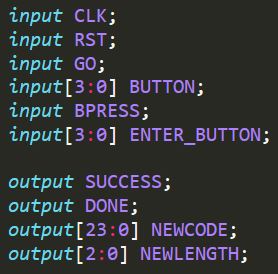 input CLK;
input RST;
input GO;
input[3:0] BUTTON;
input BPRESS;
input[3:0] ENTER_BUTTON;
output SUCCESS;
output DONE;
output[23:0] NEWCODE;
output[2:0] NEWLENGTH;